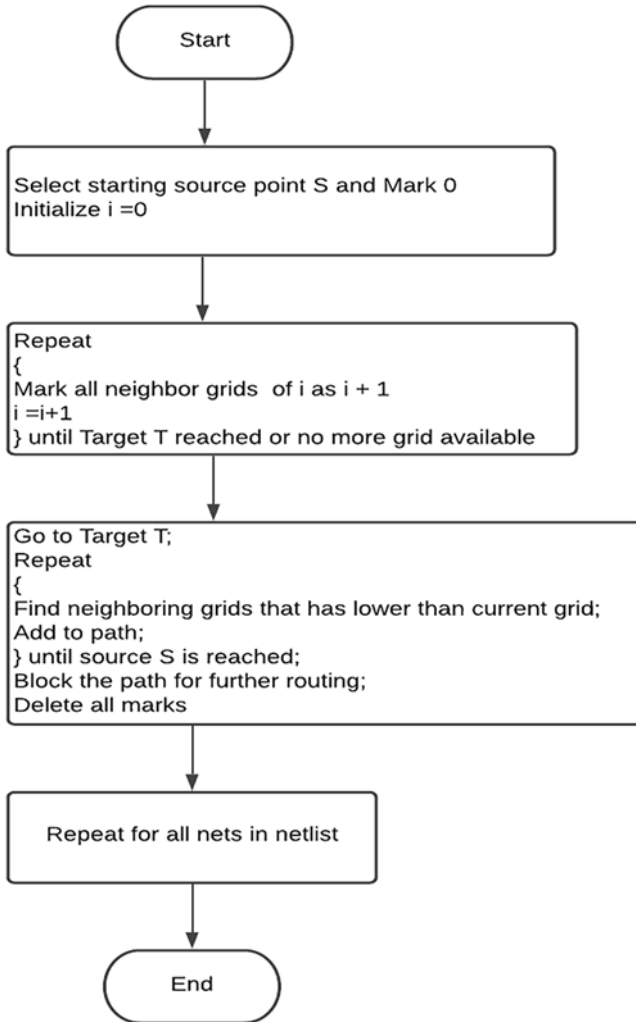 Start
Select starting source point S and Mark 0
Initialize i =0
Repeat
{
Mark all neighbor grids of i as i + 1
i =i+1
} until Target T reached or no more grid available
Go to Target T;
Repeat
{
Find neighboring grids that has lower than current grid;
Add to path;
} until source S is reached;
Block the path for further routing;
Delete all marks
Repeat for all nets in netlist
End